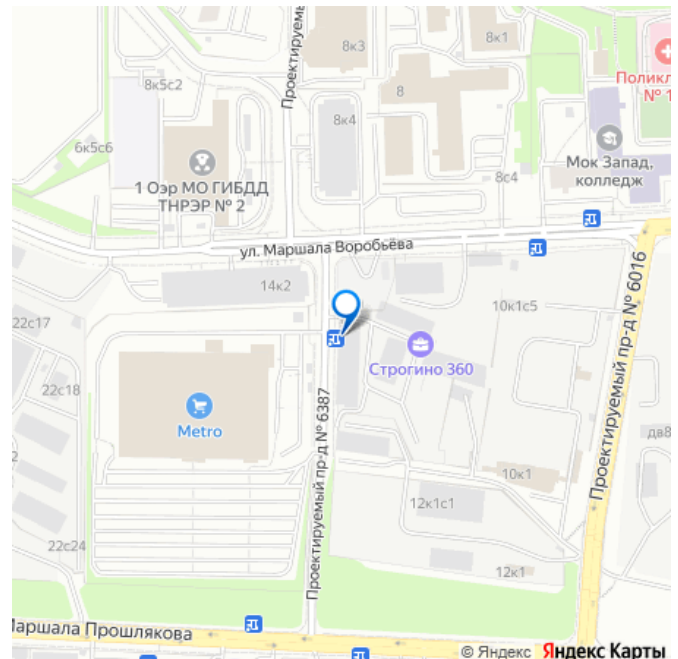 Проектируемый
8к3
8к1
8к5с2
8
8к4
Поликл
№ 1
6к5с6
1 Оэр МО ГИБДД
ТНРЭР № 2
Мок Запад,
колледж
8с4
ул. Маршала Воробьёва
14к2
10к1с5
22с17
Строгино 360
Проектируемый пр-д № 6016
22с18
Metro
Проектируемый пр-д № 6387
дв8
2
10к1
12к1с1
22с24
12к1
Маршала Прошлякова
© Яндекс Яндекс Карты